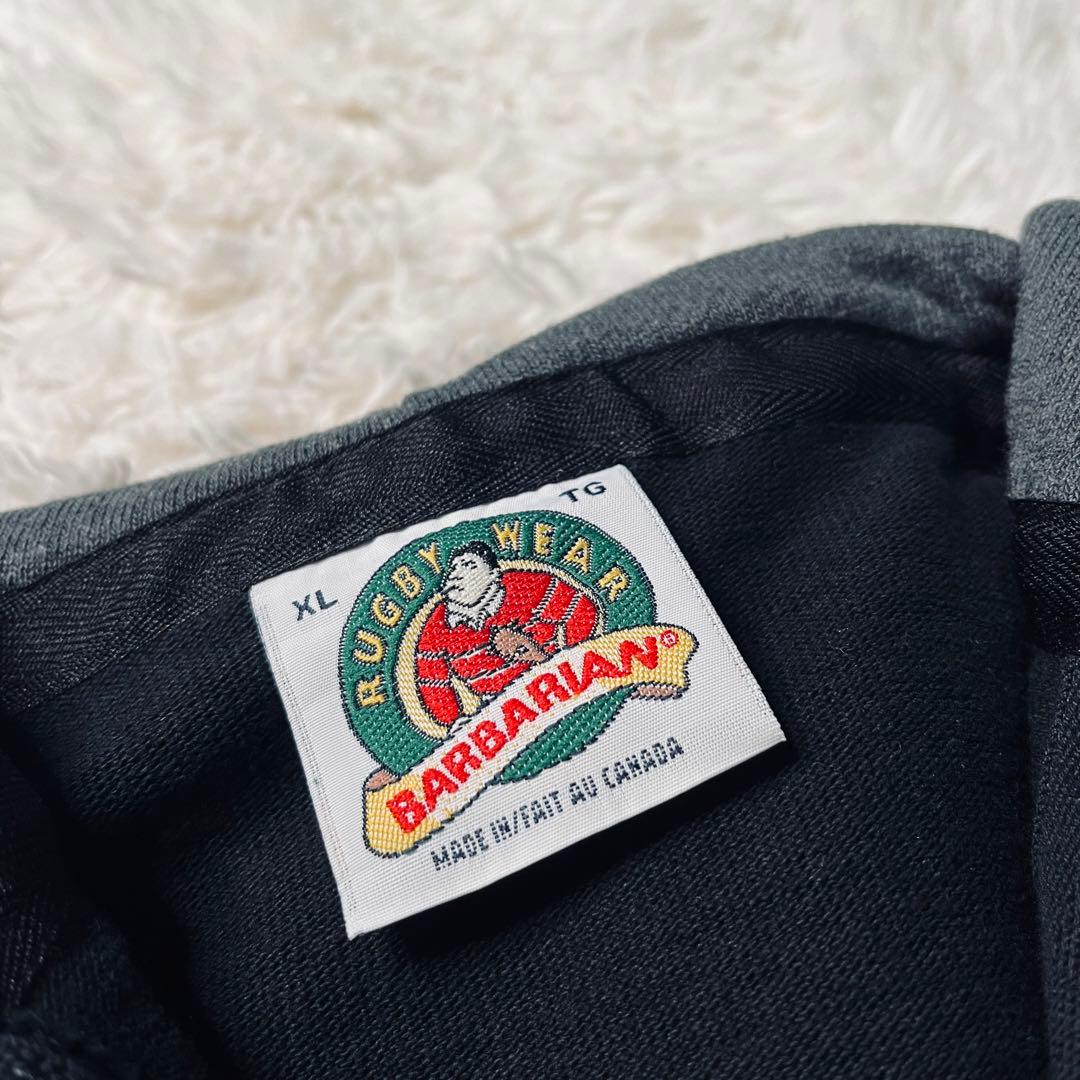 XL TG
RUGBY WEAR
BARBARIAN®
MADE IN/FAIT AU CANADA